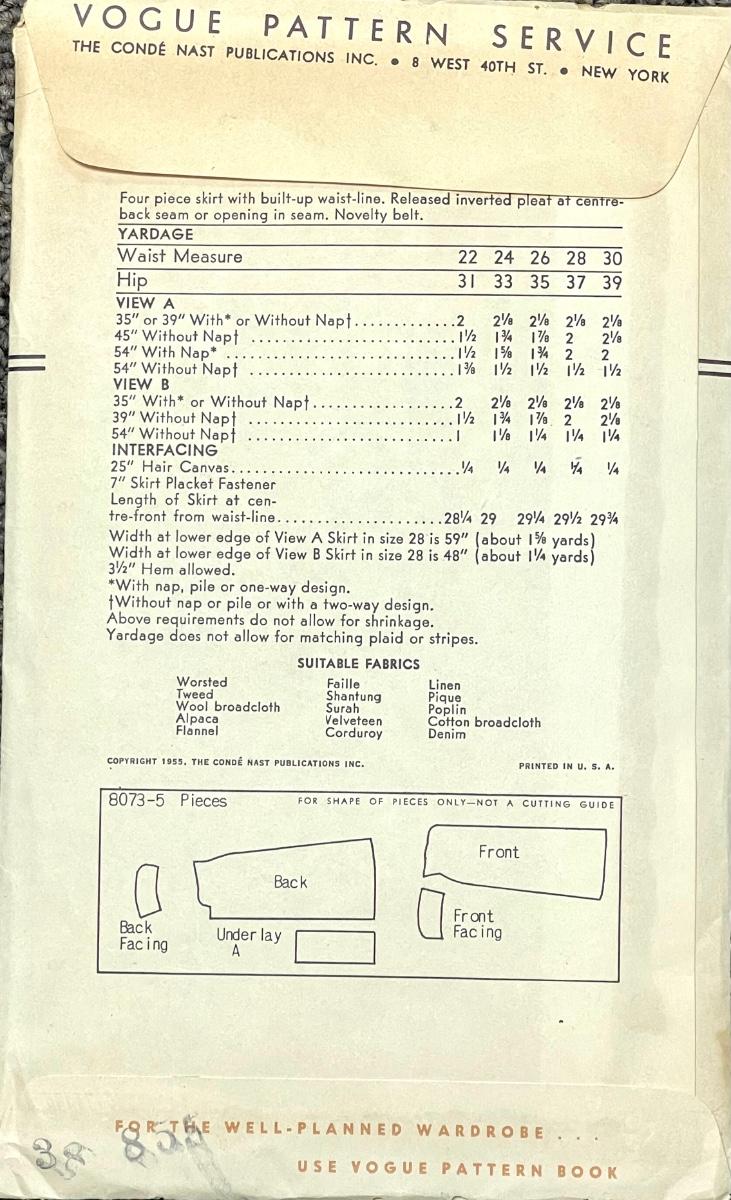 VOGUE PATTERN SERVICE
THE CONDÉ NAST PUBLICATIONS INC. • 8 WEST 40TH ST. • NEW YORK
Four piece skirt with built-up waist-line. Released inverted pleat at centre-
back seam or opening in seam. Novelty belt.
YARDAGE
Waist Measure 22 24 26 28 30
Hip 31 33 35 37 39
VIEW A
35" or 39" With* or Without Nap†............2 2⅛ 2⅛ 2⅛ 2⅛
45" Without Nap† ..........................1½ 1¾ 1⅞ 2 2⅛
54" With Nap* .............................1½ 1⅝ 1¾ 2 2
54" Without Nap† ..........................1⅜ 1½ 1½ 1½ 1½
VIEW B
35" With* or Without Nap†..................2 2⅛ 2⅛ 2⅛ 2⅛
39" Without Nap† ..........................1½ 1¾ 1⅞ 2 2⅛
54" Without Nap† ..........................1 1⅛ 1¼ 1¼ 1¼
INTERFACING
25" Hair Canvas............................¼ ¼ ¼ ¼ ¼
7" Skirt Placket Fastener
Length of Skirt at cen-
tre-front from waist-line.....................28¼ 29 29¼ 29½ 29¾
Width at lower edge of View A Skirt in size 28 is 59" (about 1⅝ yards)
Width at lower edge of View B Skirt in size 28 is 48" (about 1¼ yards)
3½" Hem allowed.
*With nap, pile or one-way design.
†Without nap or pile or with a two-way design.
Above requirements do not allow for shrinkage.
Yardage does not allow for matching plaid or stripes.
SUITABLE FABRICS
Worsted Faille Linen
Tweed Shantung Pique
Wool broadcloth Surah Poplin
Alpaca Velveteen Cotton broadcloth
Flannel Corduroy Denim
COPYRIGHT 1955, THE CONDÉ NAST PUBLICATIONS INC. PRINTED IN U. S. A.
8073-5 Pieces FOR SHAPE OF PIECES ONLY—NOT A CUTTING GUIDE
Front
Back
Back
Facing
Underlay
A
Front
Facing
FOR THE WELL-PLANNED WARDROBE . . .
USE VOGUE PATTERN BOOK